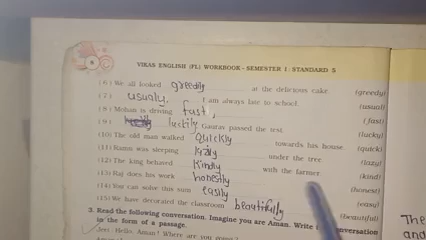 VIKAS ENGLISH (FL) WORKBOOK - SEMESTER I : STANDARD 5
(6) We all looked greedily at the delicious cake. (greedy)
(7) usually, I am always late to school. (usual)
(8) Mohan is driving fast. (fast)
(9) Gaurav passed the test. (lucky)
(10) The old man walked quickly towards his house. (quick)
(11) Ramu was sleeping under the tree. (lazy)
(12) The king behaved kindly with the farmer. (kind)
(13) Raj does his work honestly (honest)
(14) You can solve this sum easily (easy)
(15) We have decorated the classroom beautifully (beautiful)
3. Read the following conversation. Imagine you are Aman. Write
in the form of a passage.
Hello, Aman! Where are you
The
and